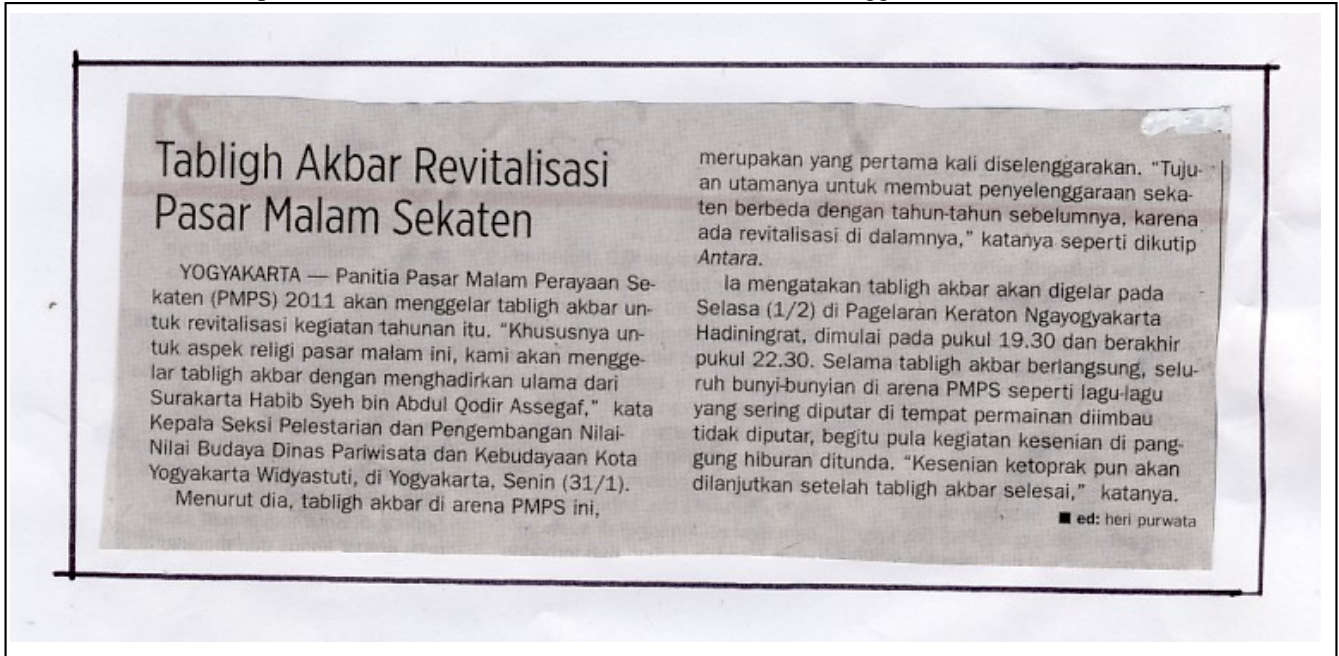 Tabligh Akbar Revitalisasi
Pasar Malam Sekaten
YOGYAKARTA — Panitia Pasar Malam Perayaan Se-
katen (PMPS) 2011 akan menggelar tabligh akbar un-
tuk revitalisasi kegiatan tahunan itu. “Khususnya un-
tuk aspek religi pasar malam ini, kami akan mengge-
lar tabligh akbar dengan menghadirkan ulama dari
Surakarta Habib Syeh bin Abdul Qodir Assegaf,” kata
Kepala Seksi Pelestarian dan Pengembangan Nilai-
Nilai Budaya Dinas Pariwisata dan Kebudayaan Kota
Yogyakarta Widyastuti, di Yogyakarta, Senin (31/1).
Menurut dia, tabligh akbar di arena PMPS ini,
merupakan yang pertama kali diselenggarakan. “Tuju-
an utamanya untuk membuat penyelenggaraan seka-
ten berbeda dengan tahun-tahun sebelumnya, karena
ada revitalisasi di dalamnya,” katanya seperti dikutip
Antara.
Ia mengatakan tabligh akbar akan digelar pada
Selasa (1/2) di Pagelaran Keraton Ngayogyakarta
Hadiningrat, dimulai pada pukul 19.30 dan berakhir
pukul 22.30. Selama tabligh akbar berlangsung, selu-
ruh bunyi-bunyian di arena PMPS seperti lagu-lagu
yang sering diputar di tempat permainan diimbau
tidak diputar, begitu pula kegiatan kesenian di pang-
gung hiburan ditunda. “Kesenian ketoprak pun akan
dilanjutkan setelah tabligh akbar selesai,” katanya.
■ ed: heri purwata